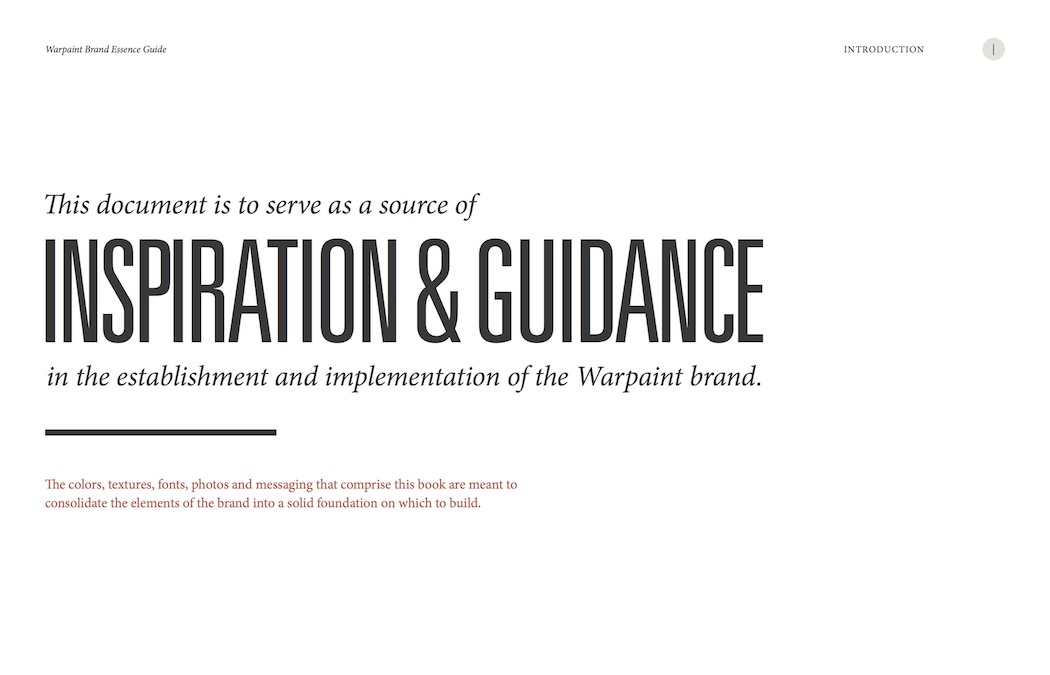 Warpaint Brand Essence Guide
INTRODUCTION
|
This document is to serve as a source of
INSPIRATION & GUIDANCE
in the establishment and implementation of the Warpaint brand.
The colors, textures, fonts, photos and messaging that comprise this book are meant to
consolidate the elements of the brand into a solid foundation on which to build.